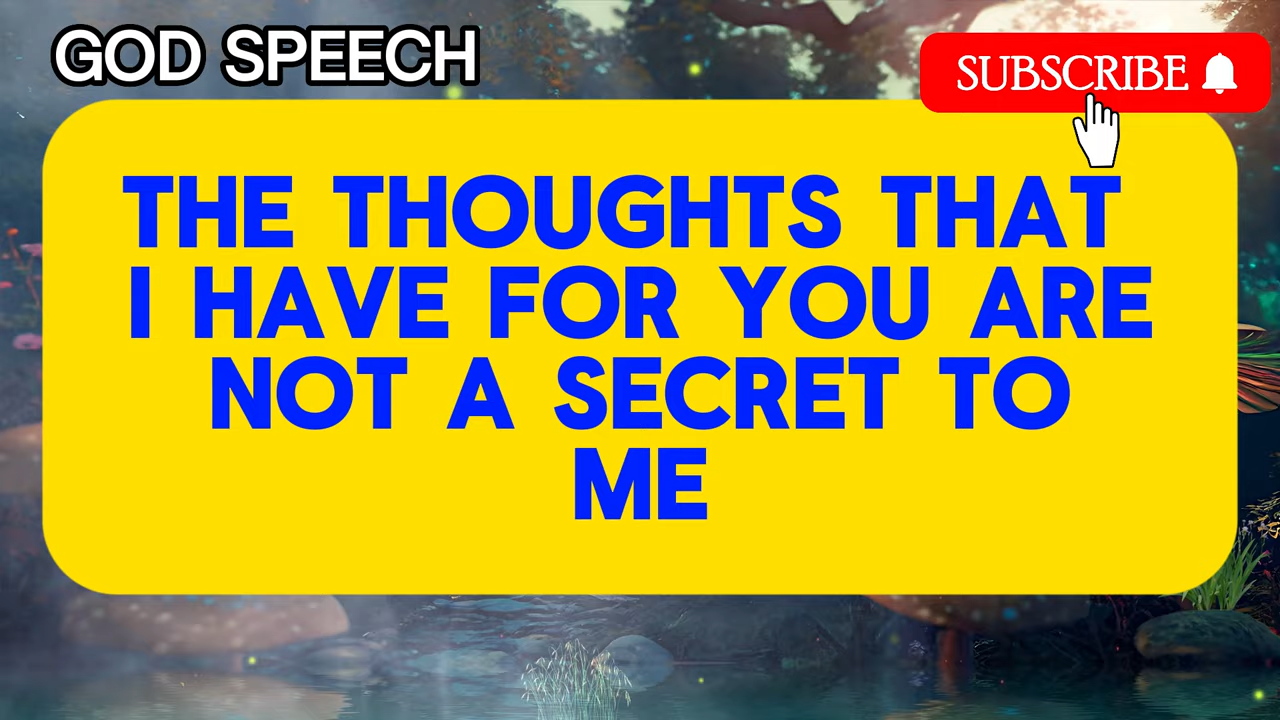 GOD SPEECH
SUBSCRIBE
THE THOUGHTS THAT
I HAVE FOR YOU ARE
NOT A SECRET TO
ME